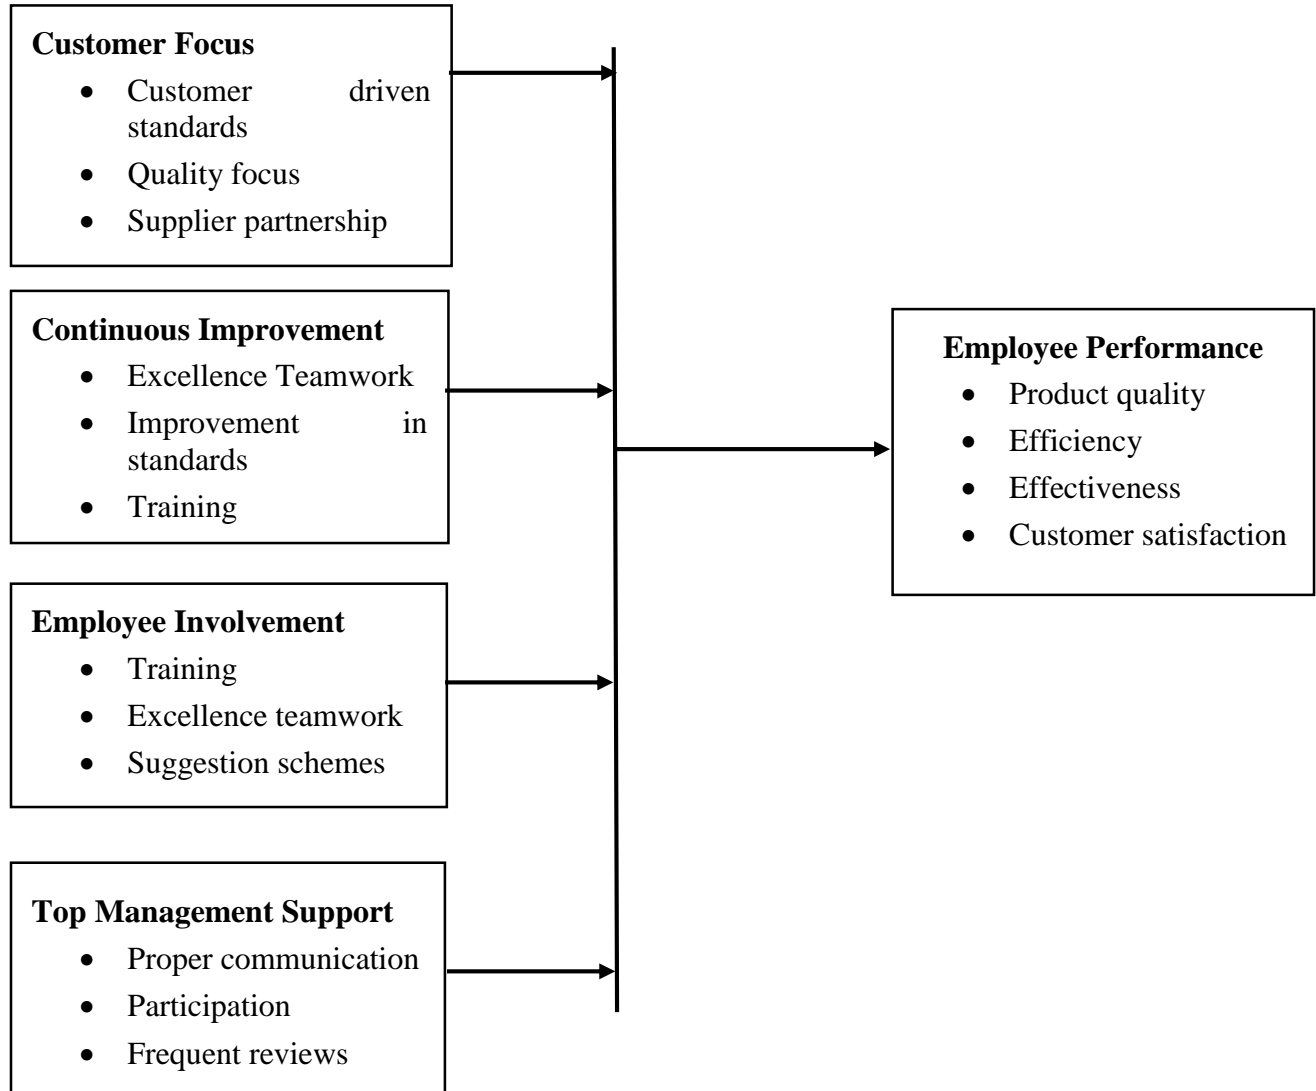 Customer Focus
• Customer driven
standards
• Quality focus
• Supplier partnership
Continuous Improvement
• Excellence Teamwork
• Improvement in
standards
• Training
Employee Involvement
• Training
• Excellence teamwork
• Suggestion schemes
Top Management Support
• Proper communication
• Participation
• Frequent reviews
Employee Performance
• Product quality
• Efficiency
• Effectiveness
• Customer satisfaction